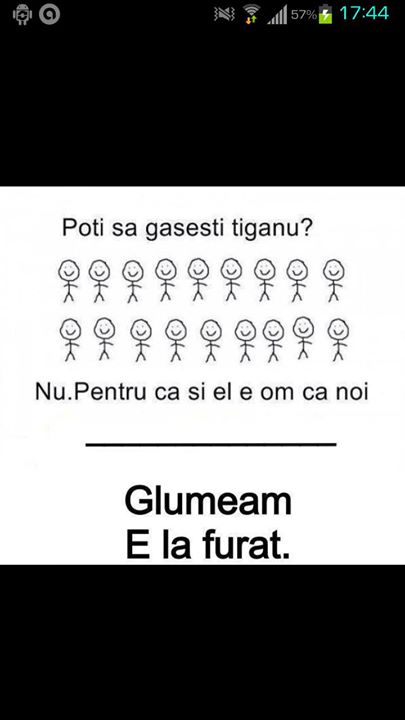 57% 17:44
Poti sa gasesti tiganu?
Nu.Pentru ca si el e om ca noi
Glumeam
E la furat.